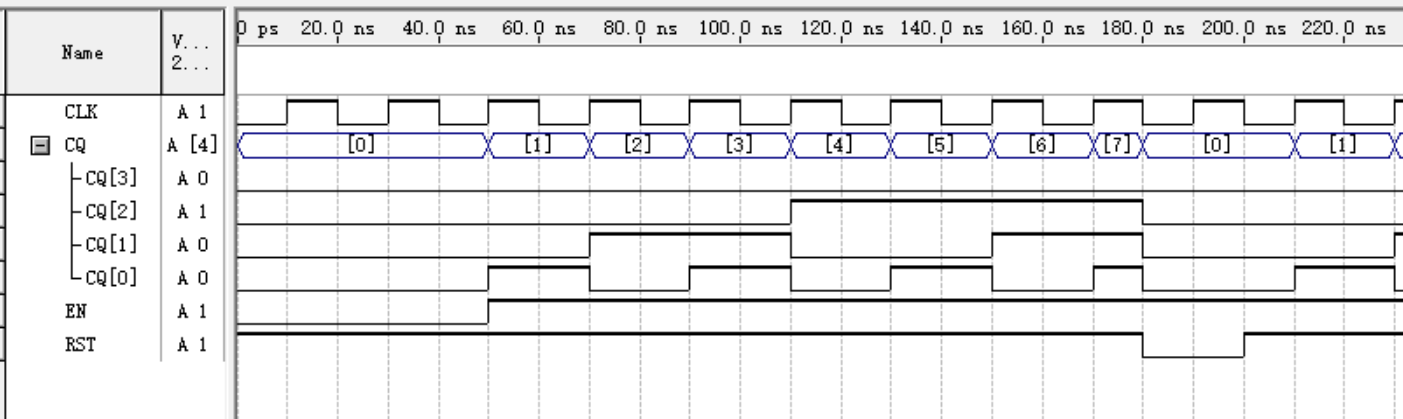 Name V... 2... 0 ps 20.0 ns 40.0 ns 60.0 ns 80.0 ns 100.0 ns 120.0 ns 140.0 ns 160.0 ns 180.0 ns 200.0 ns 220.0 ns
CLK A 1
CQ A [4] [0] [1] [2] [3] [4] [5] [6] [7] [0] [1]
CQ[3] A 0
CQ[2] A 1
CQ[1] A 0
CQ[0] A 0
EN A 1
RST A 1